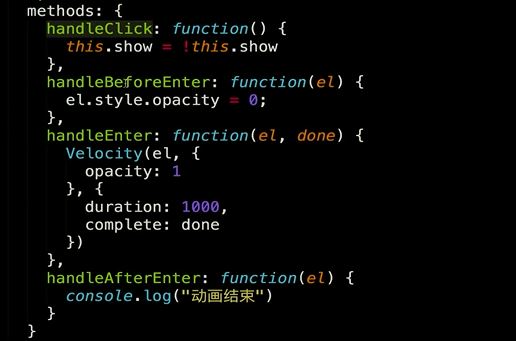 methods: {
handleClick: function() {
this.show = !this.show
},
handleBeforeEnter: function(el) {
el.style.opacity = 0;
},
handleEnter: function(el, done) {
Velocity(el, {
opacity: 1
}, {
duration: 1000,
complete: done
})
},
handleAfterEnter: function(el) {
console.log("动画结束")
}
}